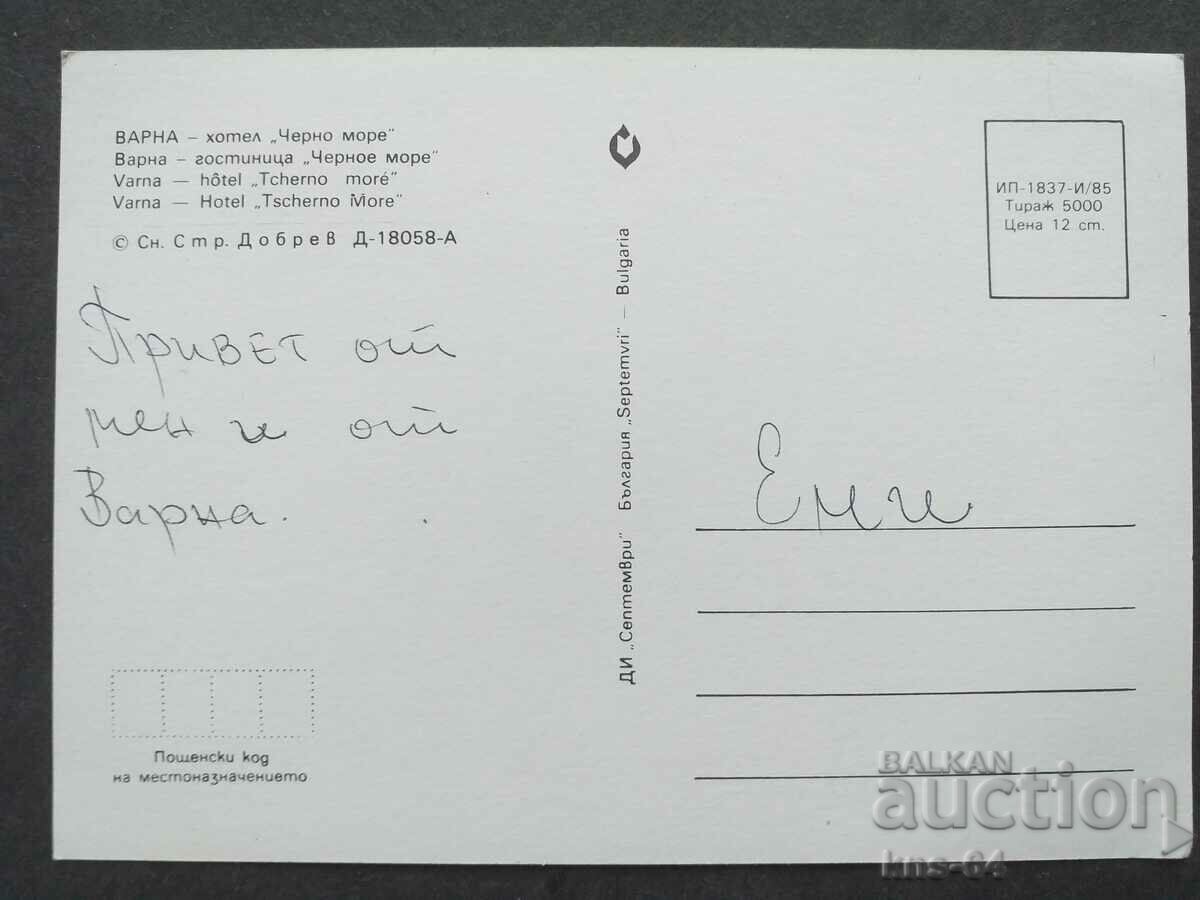 ВАРНА – хотел „Черно море"
Варна – гостиница „Черное море"
Varna — hôtel „Tcherno moré"
Varna — Hotel „Tscherno More"
© Сн. Стр. Добрев Д-18058-А
Привет от
мен и от
Варна.
Пощенски код
на местоназначението
ДИ „Септември" България „Septemvri" — Bulgaria
ИП-1837-И/85
Тираж 5000
Цена 12 ст.
Еми
BALKAN
auction
kns-64